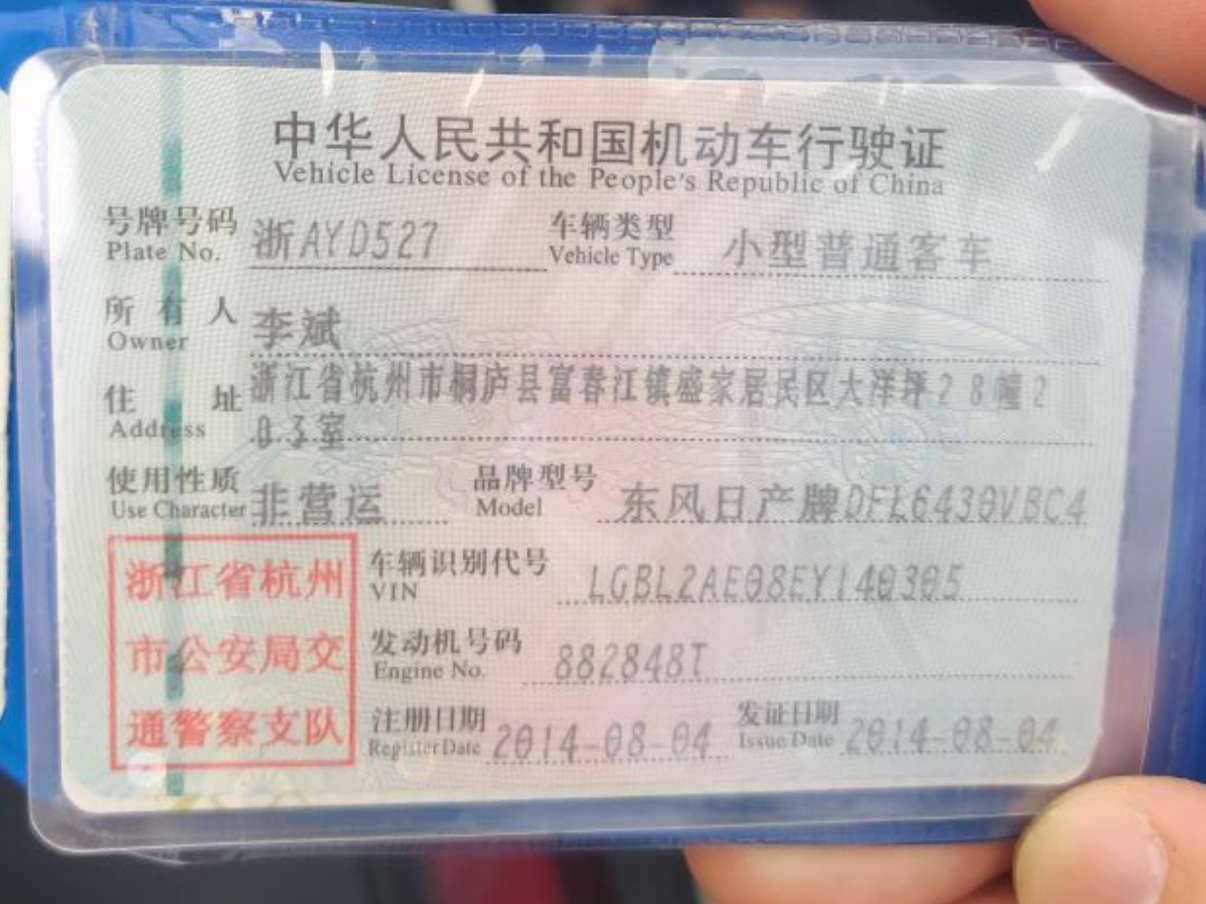 中华人民共和国机动车行驶证
Vehicle License of the People's Republic of China
号牌号码 浙AYD527 车辆类型 小型普通客车
Plate No. Vehicle Type
所有人 李斌
Owner
住址 浙江省杭州市桐庐县富春江镇盛家居民区大洋坪28幢2
Address 03室
使用性质 非营运 品牌型号 东风日产牌DFL6430VBC4
Use Character Model
浙江省杭州 车辆识别代号 LGBL2AE08EY140305
VIN
市公安局交 发动机号码 882848T
Engine No.
通警察支队 注册日期 2014-08-04 发证日期 2014-08-04
Register Date Issue Date